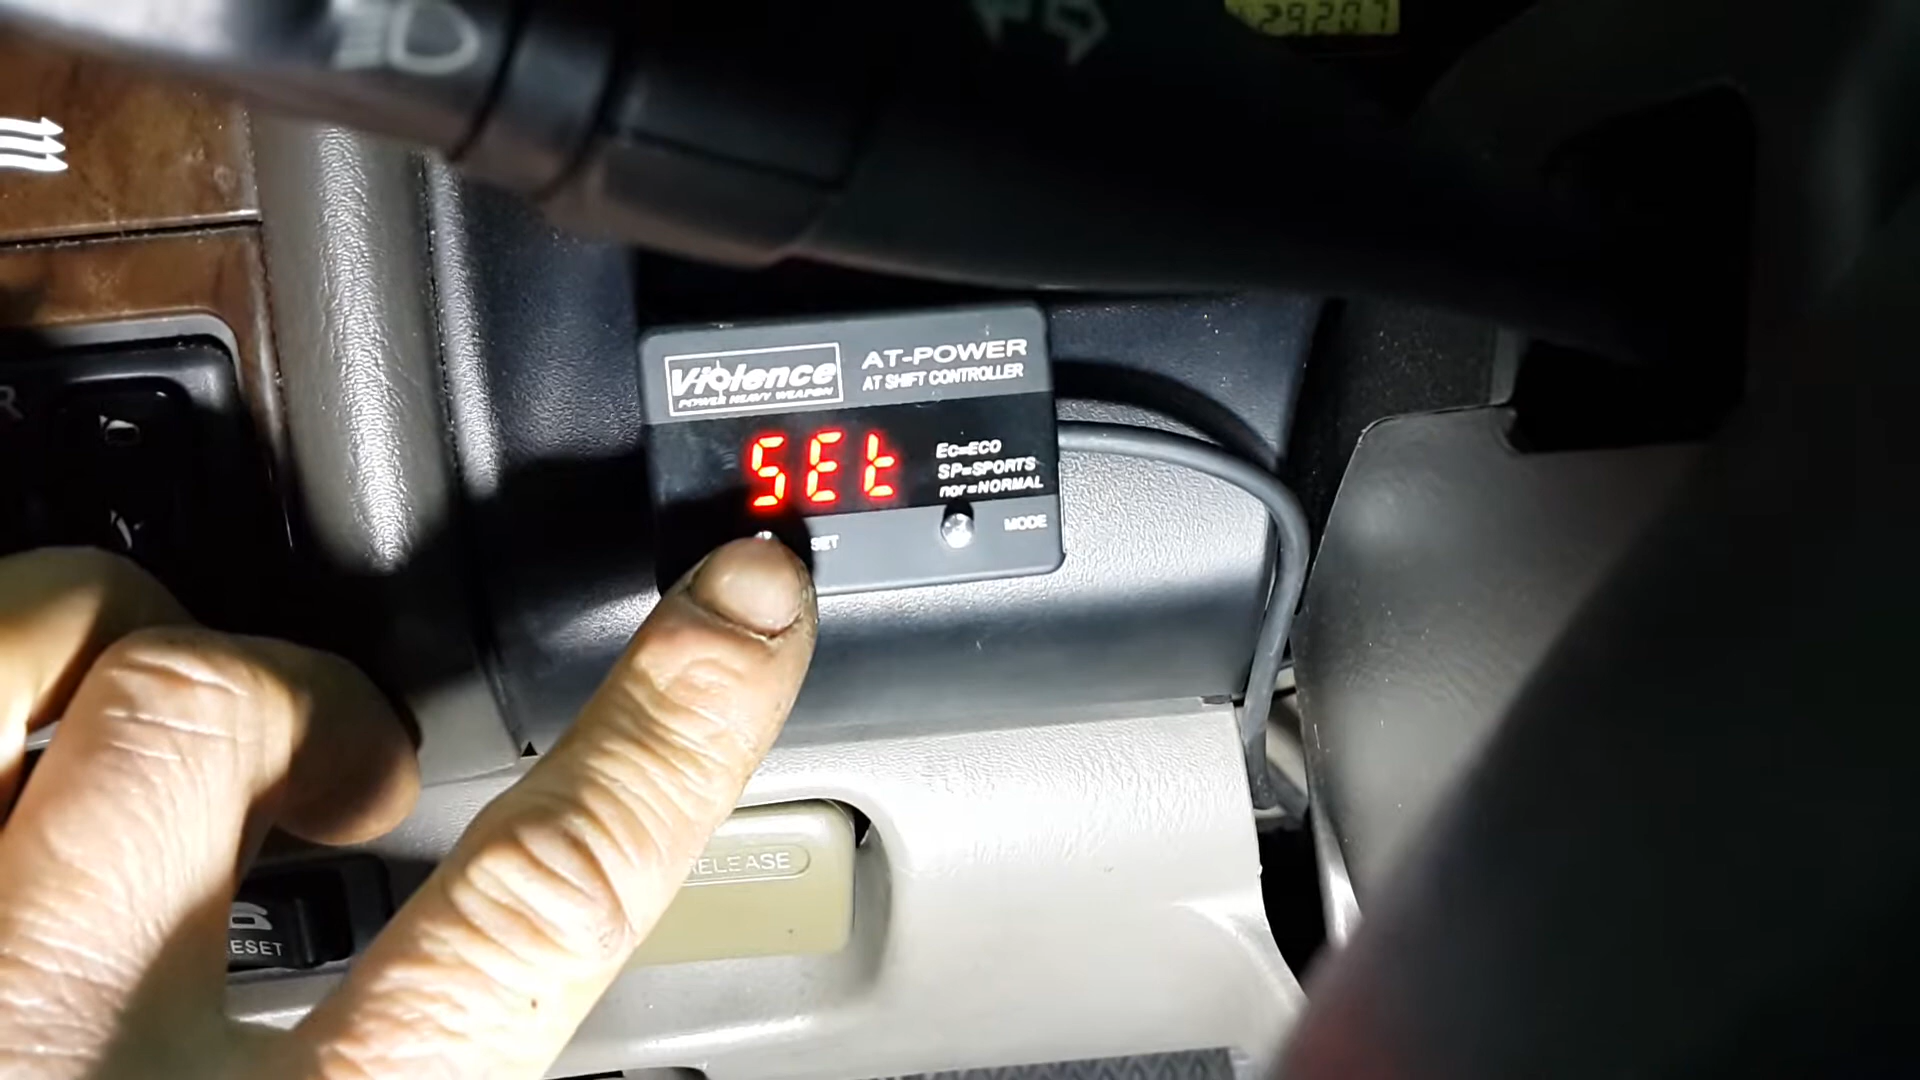 29207
R
Violence
POWER HEAVY WEAPON
AT-POWER
AT SHIFT CONTROLLER
SEt
Ec=ECO
SP=SPORTS
nor=NORMAL
SET
MODE
RELEASE
RESET